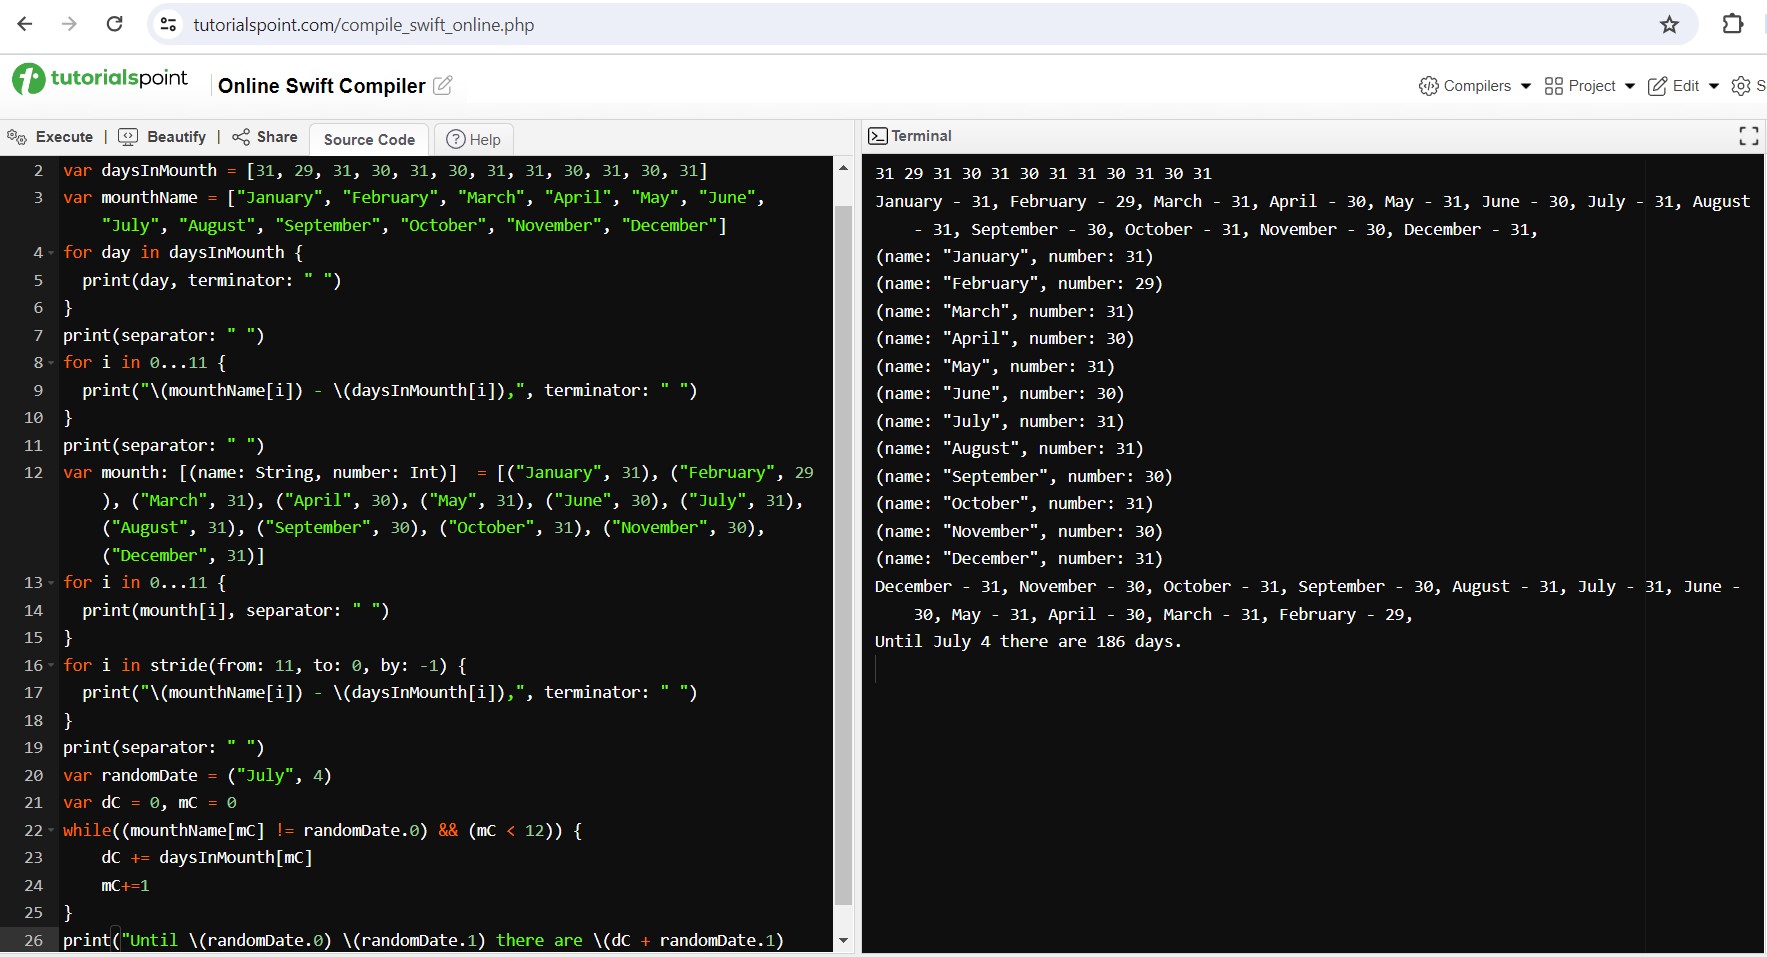 tutorialspoint.com/compile_swift_online.php
tutorialspoint
Online Swift Compiler
Compilers
Project
Edit
S
Execute | Beautify | Share
Source Code
Help
2 var daysInMounth = [31, 29, 31, 30, 31, 30, 31, 31, 30, 31, 30, 31]
3 var mounthName = ["January", "February", "March", "April", "May", "June",
"July", "August", "September", "October", "November", "December"]
4 for day in daysInMounth {
5 print(day, terminator: " ")
6 }
7 print(separator: " ")
8 for i in 0...11 {
9 print("\(mounthName[i]) - \(daysInMounth[i]),", terminator: " ")
10 }
11 print(separator: " ")
12 var mounth: [(name: String, number: Int)]  = [("January", 31), ("February", 29
), ("March", 31), ("April", 30), ("May", 31), ("June", 30), ("July", 31),
("August", 31), ("September", 30), ("October", 31), ("November", 30),
("December", 31)]
13 for i in 0...11 {
14 print(mounth[i], separator: " ")
15 }
16 for i in stride(from: 11, to: 0, by: -1) {
17 print("\(mounthName[i]) - \(daysInMounth[i]),", terminator: " ")
18 }
19 print(separator: " ")
20 var randomDate = ("July", 4)
21 var dC = 0, mC = 0
22 while((mounthName[mC] != randomDate.0) && (mC < 12)) {
23 dC += daysInMounth[mC]
24 mC+=1
25 }
26 print("Until \(randomDate.0) \(randomDate.1) there are \(dC + randomDate.1)
Terminal
31 29 31 30 31 30 31 31 30 31 30 31
January - 31, February - 29, March - 31, April - 30, May - 31, June - 30, July - 31, August
- 31, September - 30, October - 31, November - 30, December - 31,
(name: "January", number: 31)
(name: "February", number: 29)
(name: "March", number: 31)
(name: "April", number: 30)
(name: "May", number: 31)
(name: "June", number: 30)
(name: "July", number: 31)
(name: "August", number: 31)
(name: "September", number: 30)
(name: "October", number: 31)
(name: "November", number: 30)
(name: "December", number: 31)
December - 31, November - 30, October - 31, September - 30, August - 31, July - 31, June -
30, May - 31, April - 30, March - 31, February - 29,
Until July 4 there are 186 days.